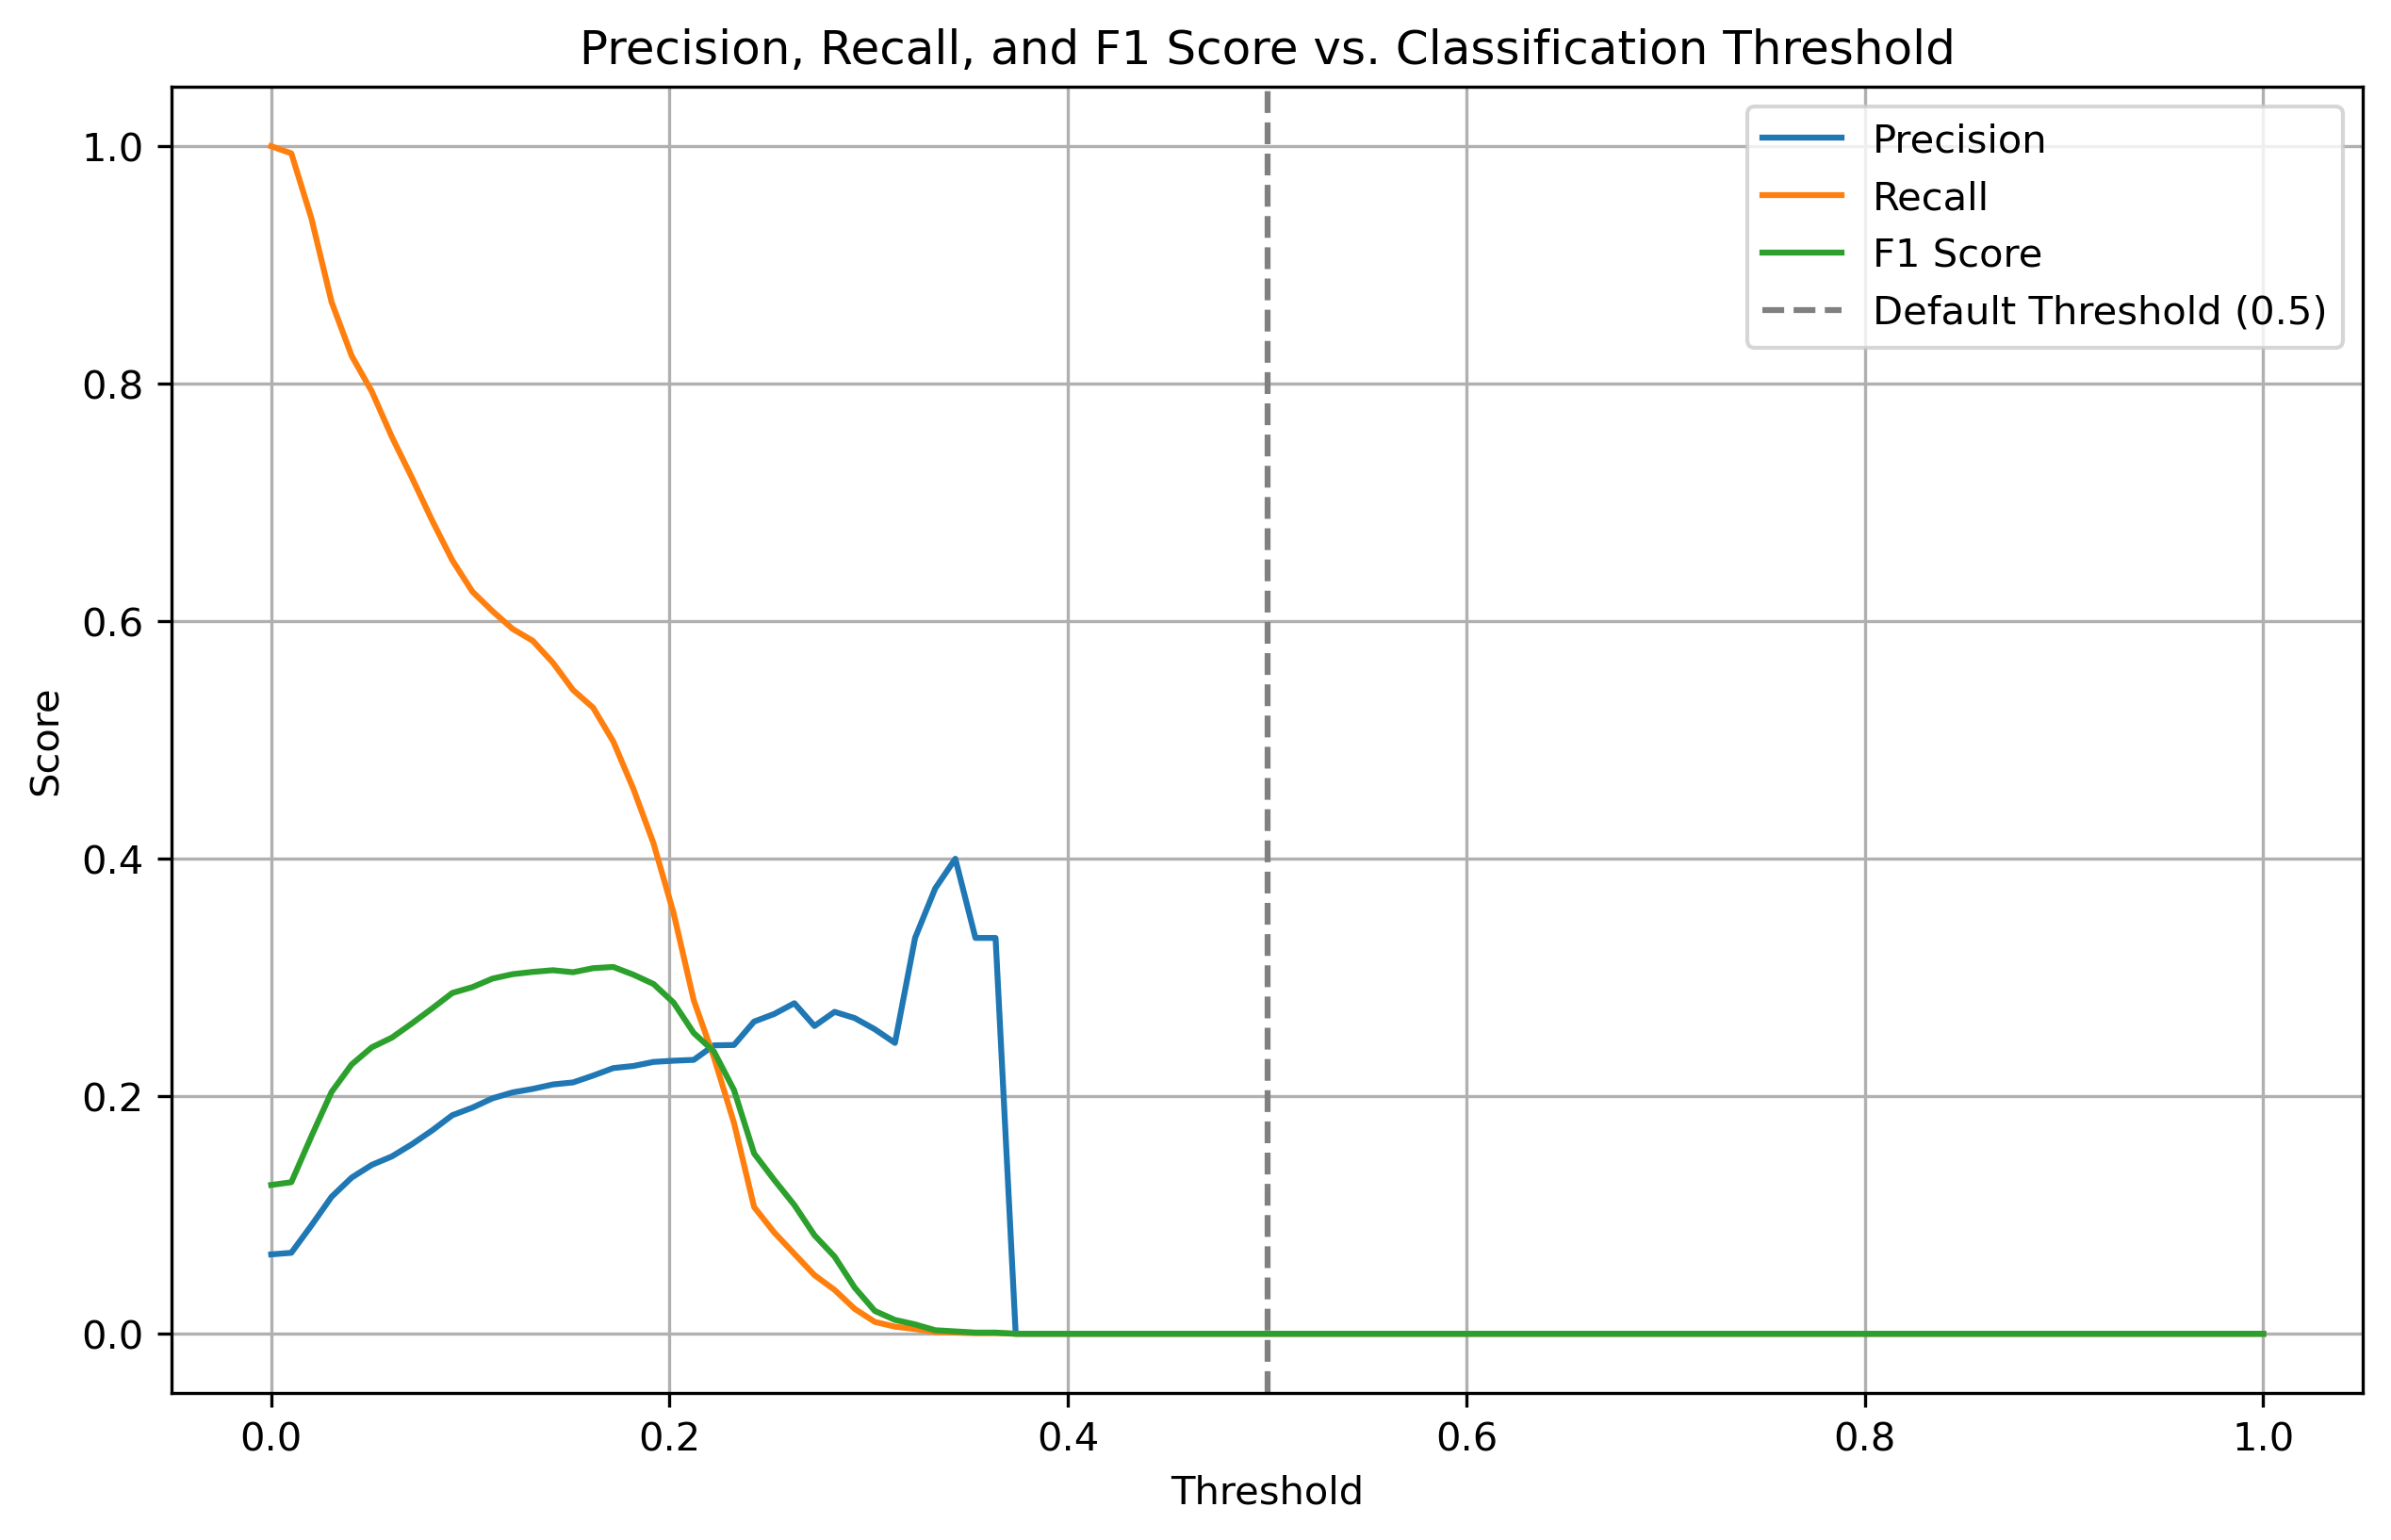 Precision, Recall, and F1 Score vs. Classification Threshold
1.0
0.8
0.6
0.4
0.2
0.0
Score
Precision
Recall
F1 Score
Default Threshold (0.5)
0.0 0.2 0.4 0.6 0.8 1.0
Threshold